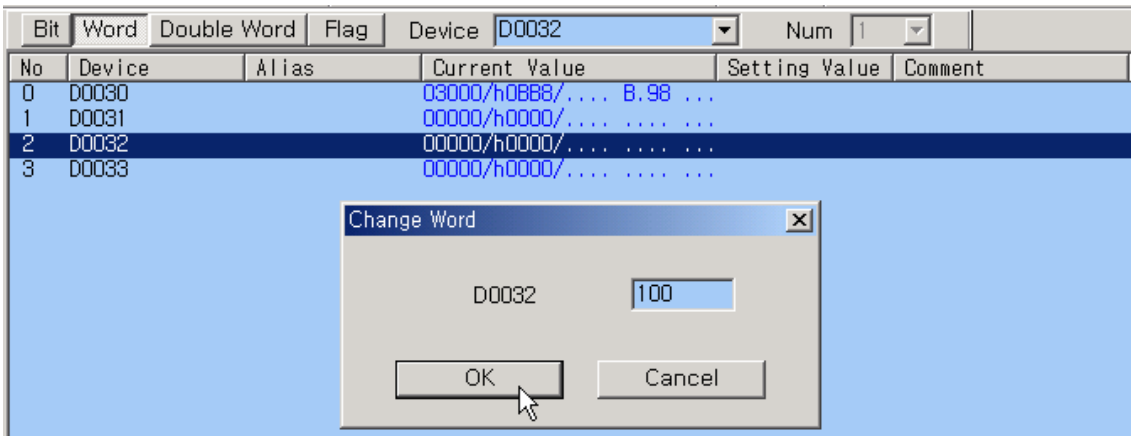 Bit Word Double Word Flag Device D0032 Num 1
No Device Alias Current Value Setting Value Comment
0 D0030 03000/h0BB8/.... B.98 ...
1 D0031 00000/h0000/.... .... ...
2 D0032 00000/h0000/.... .... ...
3 D0033 00000/h0000/.... .... ...
Change Word
D0032 100
OK Cancel